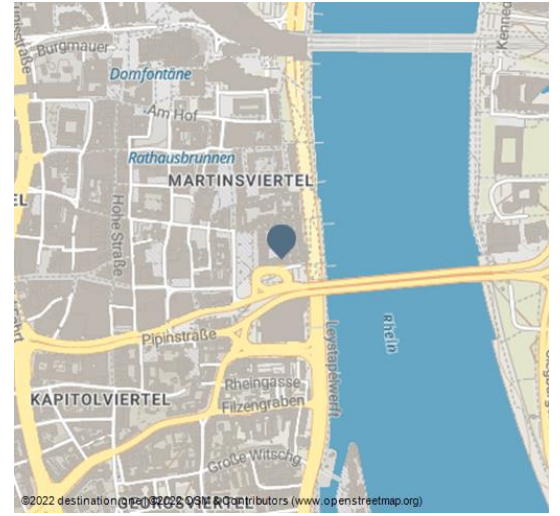 Burgmauer
Domfontäne
Am Hof
Rathausbrunnen
MARTINSVIERTEL
Hohe Straße
Pipinstraße
Leystapelwerft
Rhein
KAPITOLVIERTEL
Rheingasse
Filzengraben
Große Witschg.
GEORGSVIERTEL
©2022 destination.one | ©2022 OSM & Contributors (www.openstreetmap.org)